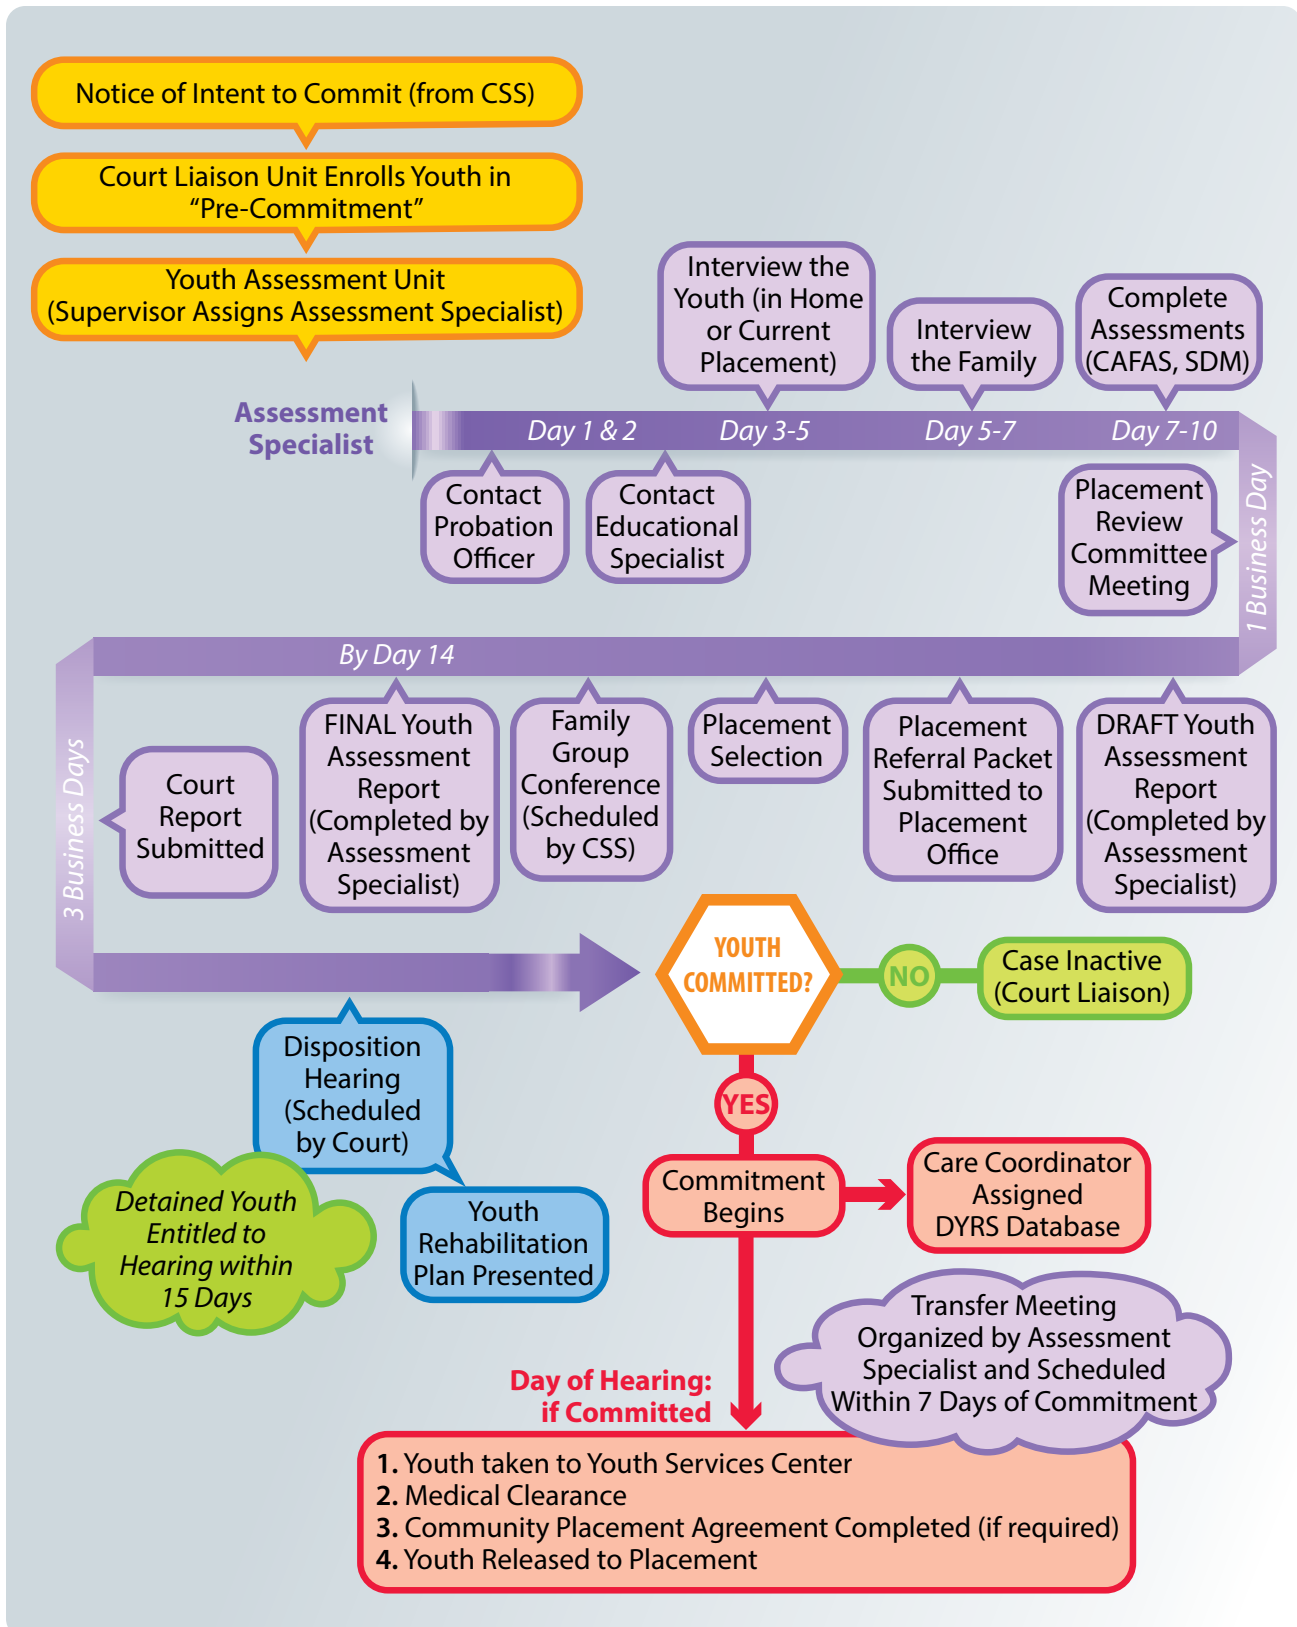 Notice of Intent to Commit (from CSS)
Court Liaison Unit Enrolls Youth in
“Pre-Commitment”
Youth Assessment Unit
(Supervisor Assigns Assessment Specialist)
Assessment
Specialist
Interview the
Youth (in Home
or Current
Placement)
Interview
the Family
Complete
Assessments
(CAFAS, SDM)
Day 1 & 2
Day 3-5
Day 5-7
Day 7-10
Contact
Probation
Officer
Contact
Educational
Specialist
Placement
Review
Committee
Meeting
1 Business Day
By Day 14
DRAFT Youth
Assessment
Report
(Completed by
Assessment
Specialist)
Placement
Referral Packet
Submitted to
Placement
Office
Placement
Selection
Family
Group
Conference
(Scheduled
by CSS)
FINAL Youth
Assessment
Report
(Completed by
Assessment
Specialist)
Court
Report
Submitted
3 Business Days
Disposition
Hearing
(Scheduled
by Court)
Detained Youth
Entitled to
Hearing within
15 Days
Youth
Rehabilitation
Plan Presented
YOUTH
COMMITTED?
NO
Case Inactive
(Court Liaison)
YES
Commitment
Begins
Care Coordinator
Assigned
DYRS Database
Transfer Meeting
Organized by Assessment
Specialist and Scheduled
Within 7 Days of Commitment
Day of Hearing:
if Committed
1. Youth taken to Youth Services Center
2. Medical Clearance
3. Community Placement Agreement Completed (if required)
4. Youth Released to Placement